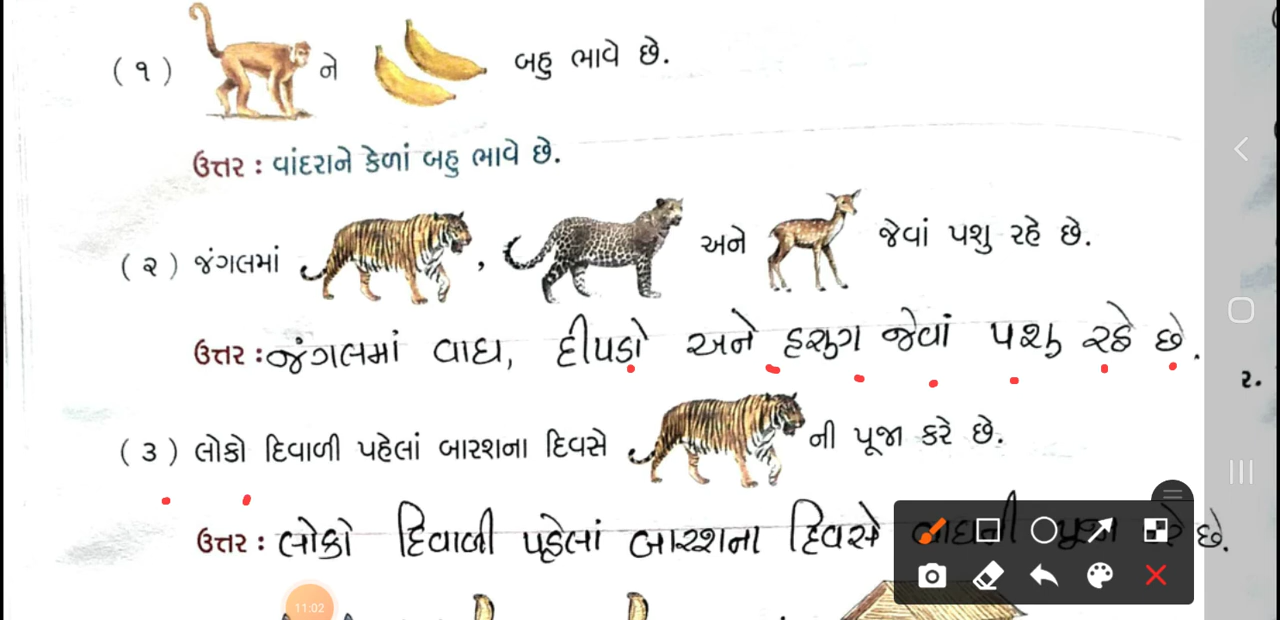 (૧) ને બહુ ભાવે છે.
ઉત્તર : વાંદરાને કેળાં બહુ ભાવે છે.
(૨) જંગલમાં , અને જેવાં પશુ રહે છે.
ઉત્તર : જંગલમાં વાઘ, દીપડો અને હરણ જેવાં પશુ રહે છે.
(૩) લોકો દિવાળી પહેલાં બારશના દિવસે ની પૂજા કરે છે.
ઉત્તર : લોકો દિવાળી પહેલાં બારશના દિવસે વાઘની પૂજા છે.
૨.
11:02